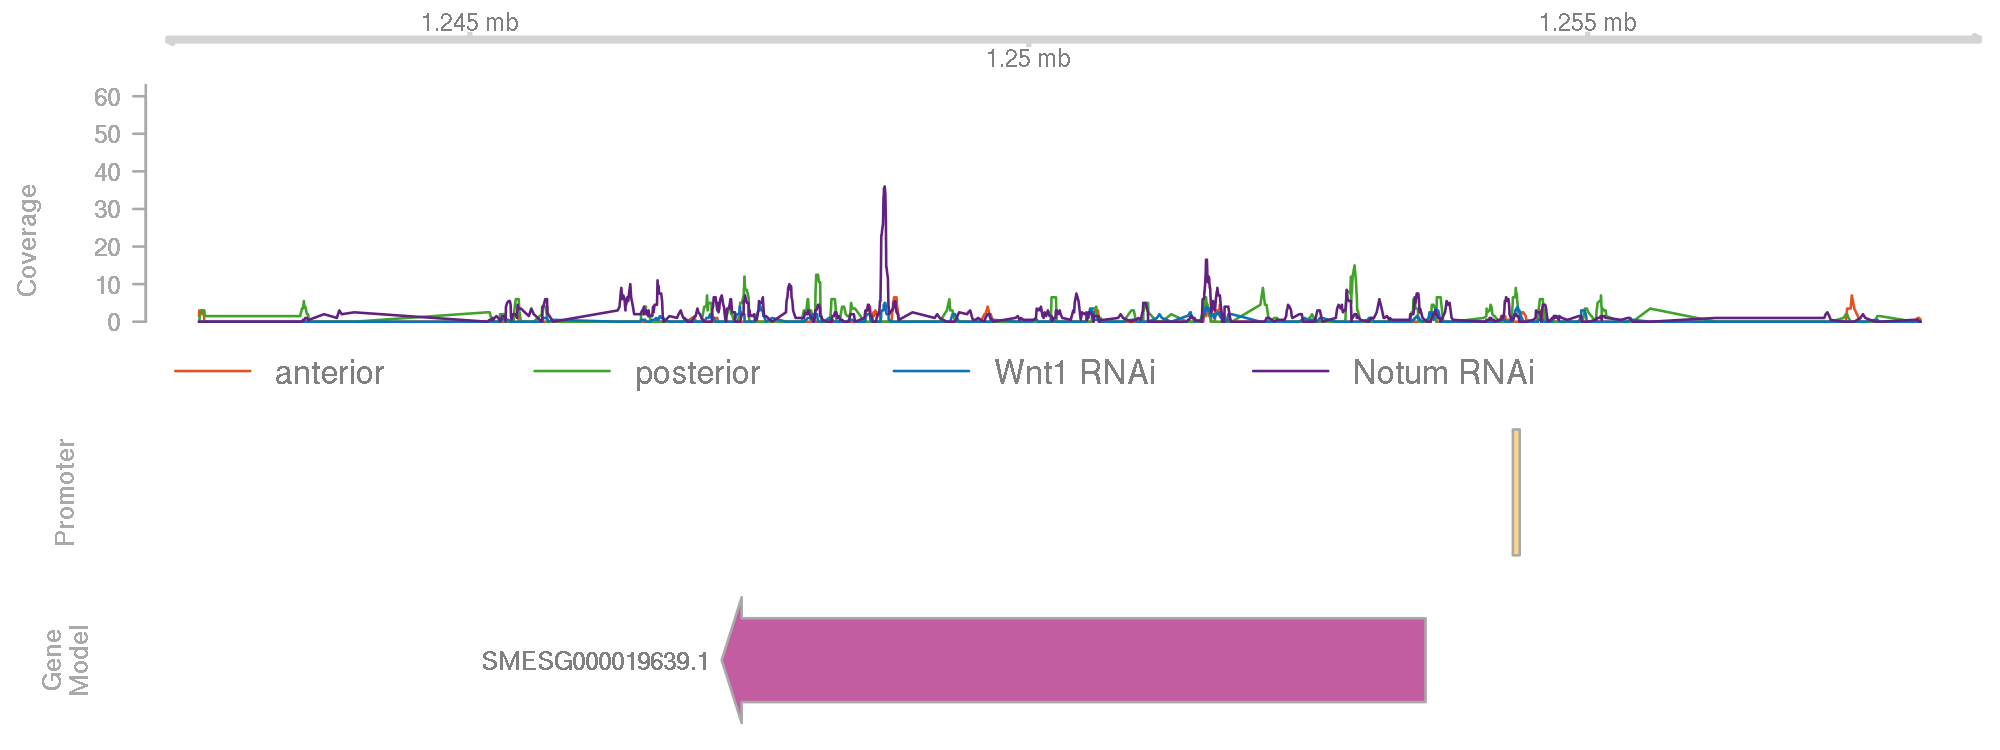 1.245 mb
1.255 mb
1.25 mb
Coverage
60
50
40
30
20
10
0
anterior posterior Wnt1 RNAi Notum RNAi
Promoter
Gene
Model
SMESG000019639.1